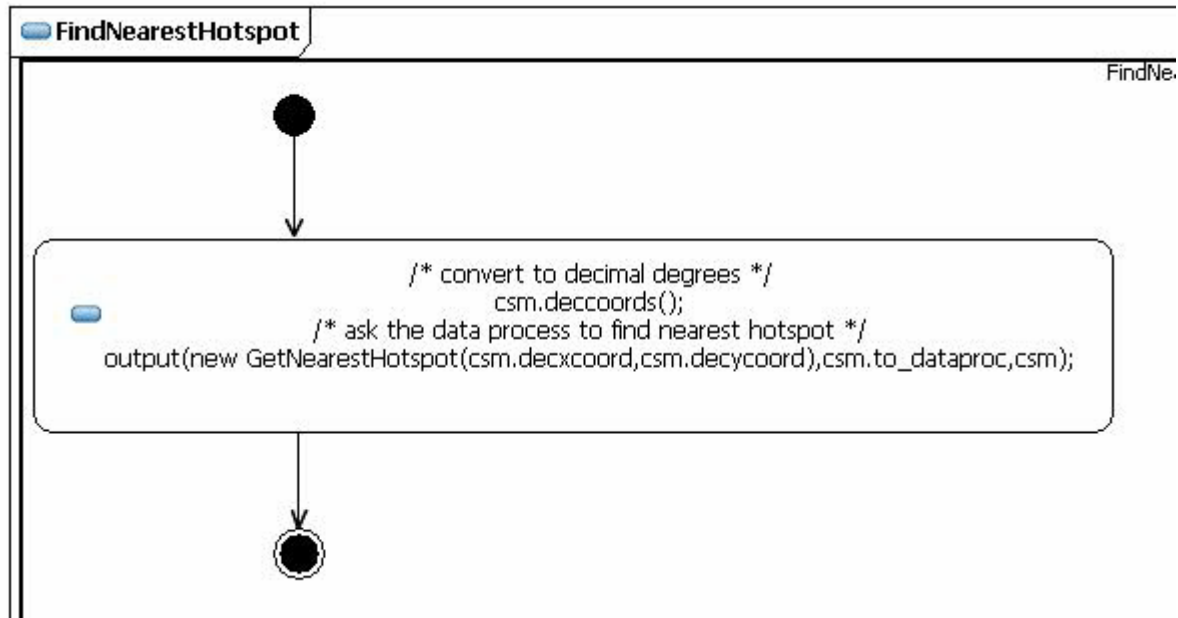 FindNearestHotspot
FindNe
/* convert to decimal degrees */
csm.deccoords();
/* ask the data process to find nearest hotspot */
output(new GetNearestHotspot(csm.decxcoord,csm.decycoord),csm.to_dataproc,csm);